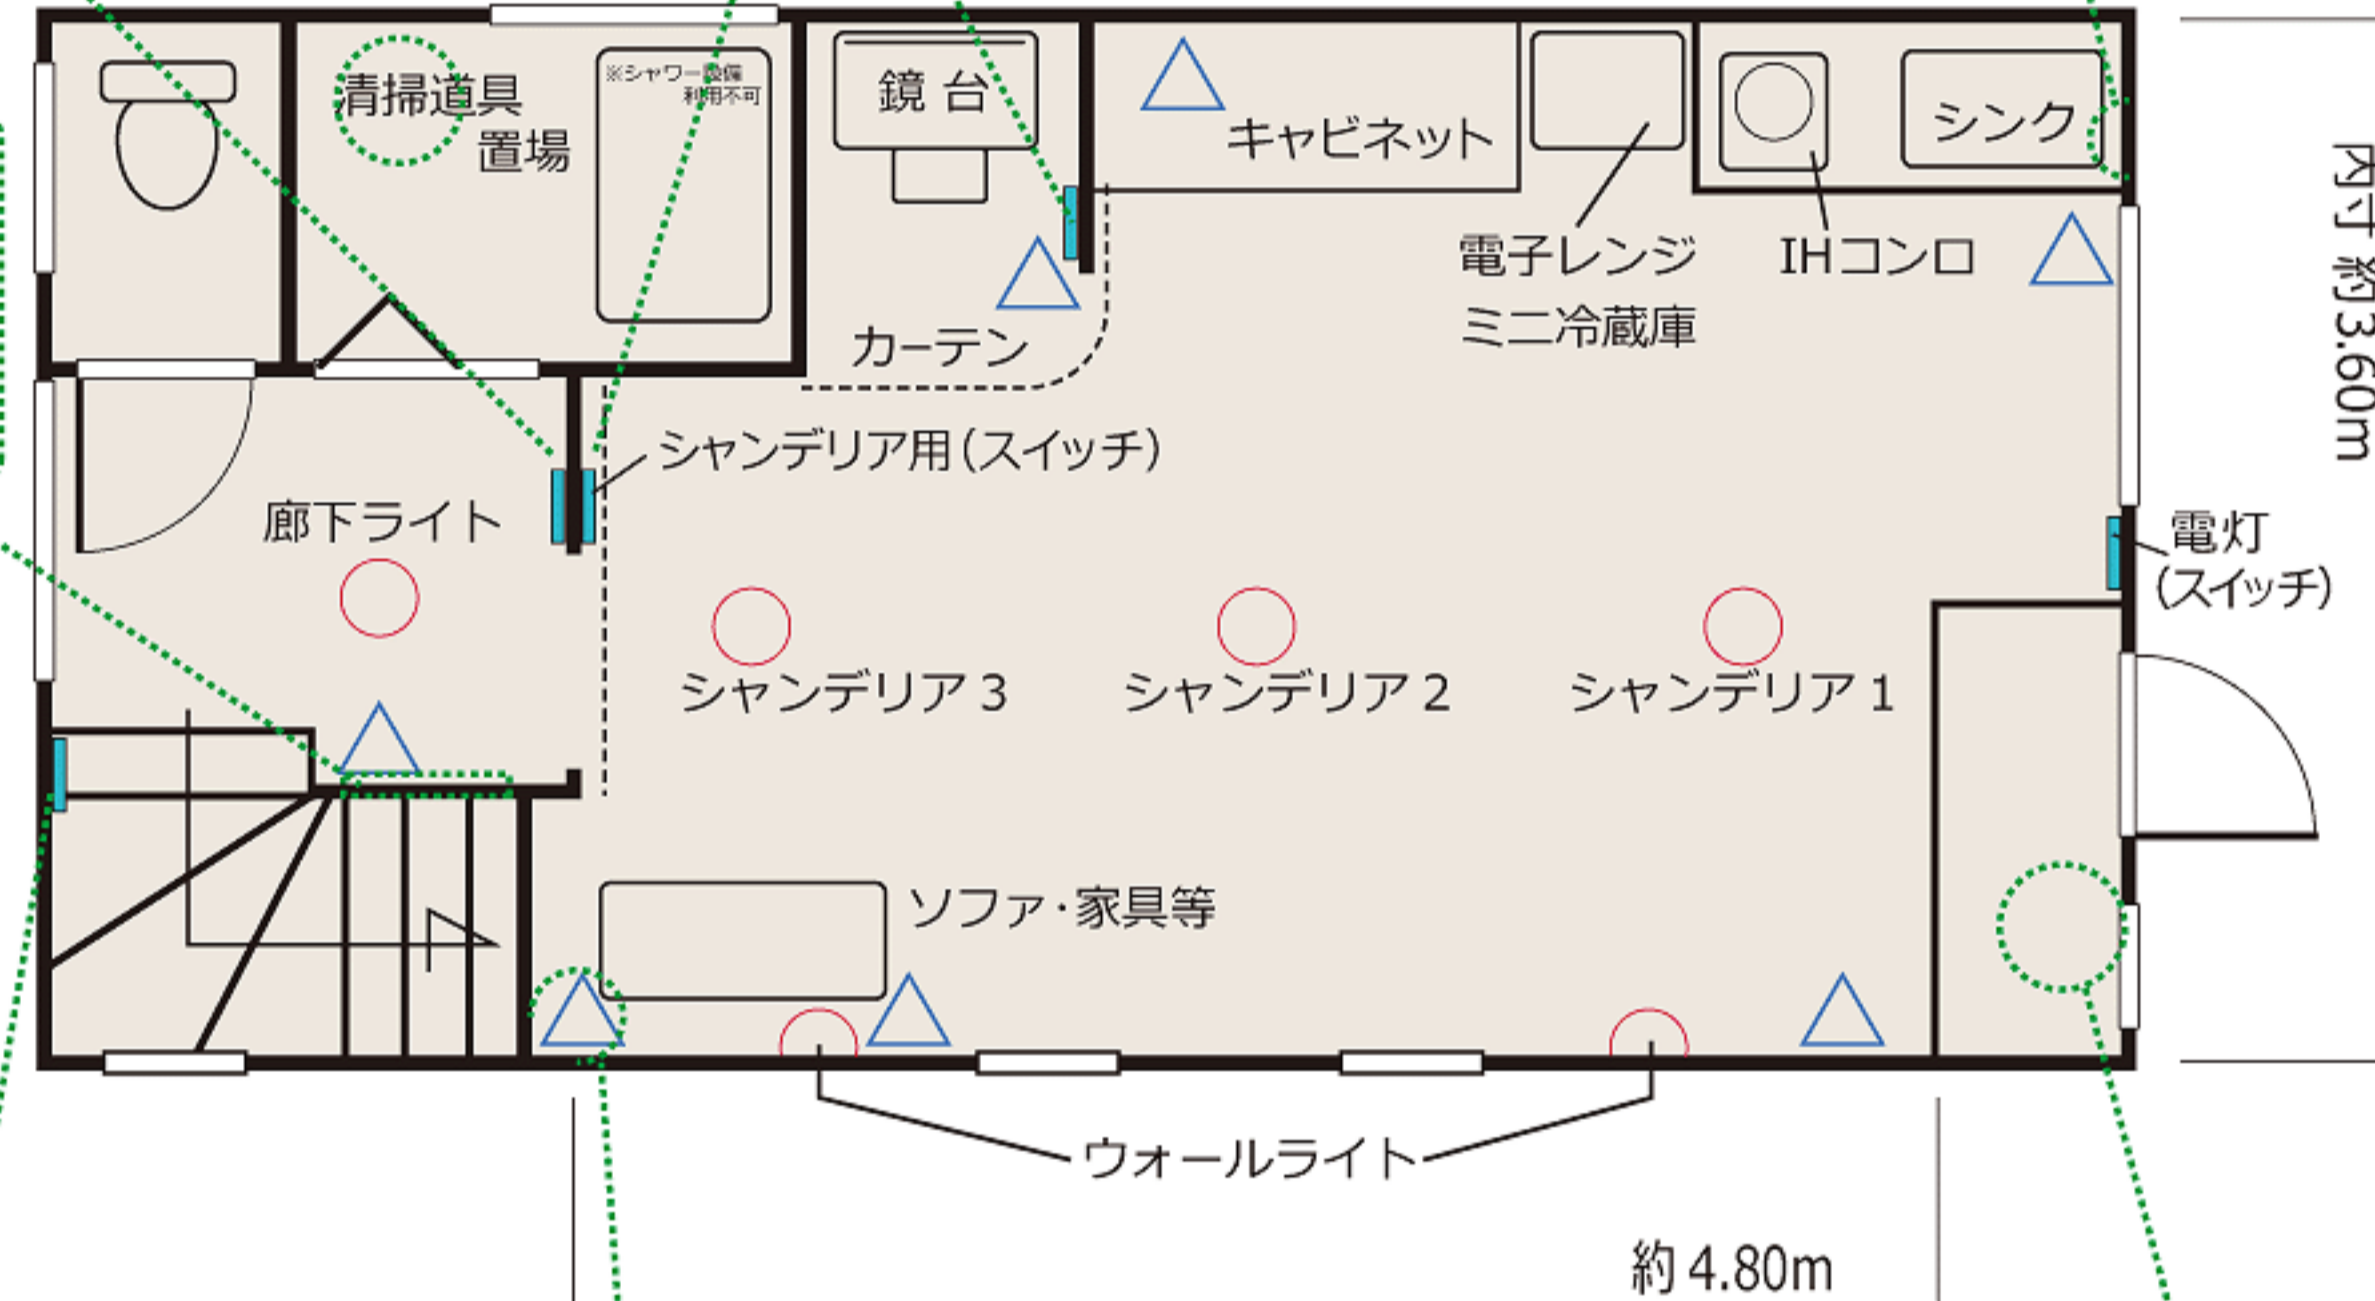 清掃道具
置場
※シャワー設備
利用不可
鏡台
キャビネット
シンク
電子レンジ
ミニ冷蔵庫
IHコンロ
内寸 約3.60m
カーテン
シャンデリア用(スイッチ)
廊下ライト
電灯
(スイッチ)
シャンデリア3
シャンデリア2
シャンデリア1
ソファ・家具等
ウォールライト
約4.80m